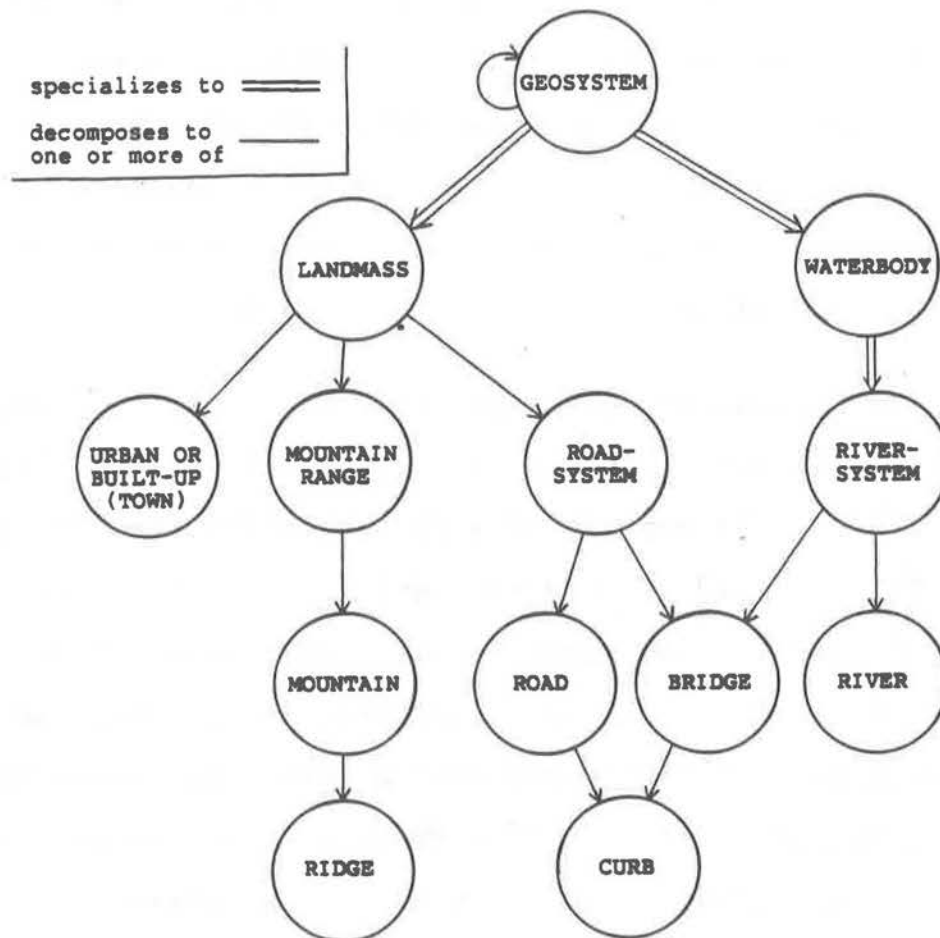 specializes to
decomposes to
one or more of
GEOSYSTEM
LANDMASS
WATERBODY
URBAN OR
BUILT-UP
(TOWN)
MOUNTAIN
RANGE
ROAD-
SYSTEM
RIVER-
SYSTEM
MOUNTAIN
ROAD
BRIDGE
RIVER
RIDGE
CURB